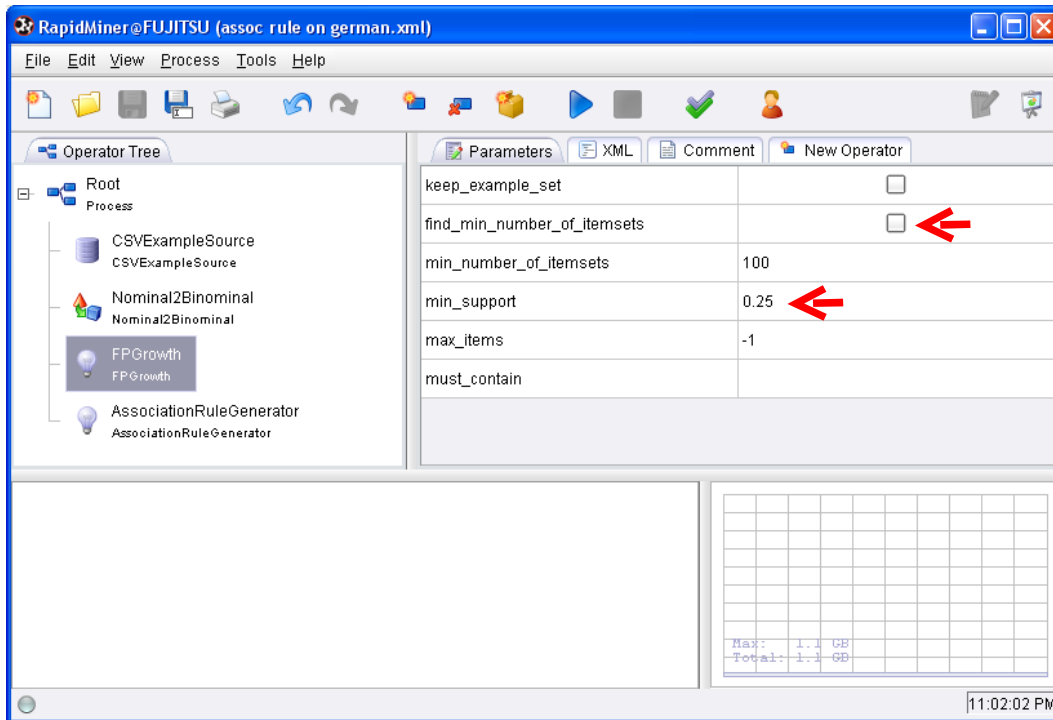 RapidMiner@FUJITSU (assoc rule on german.xml)
File Edit View Process Tools Help
Operator Tree
Root
Process
CSVExampleSource
CSVExampleSource
Nominal2Binominal
Nominal2Binominal
FPGrowth
FPGrowth
AssociationRuleGenerator
AssociationRuleGenerator
Parameters XML Comment New Operator
keep_example_set
find_min_number_of_itemsets
min_number_of_itemsets 100
min_support 0.25
max_items -1
must_contain
Max: 1.1 GB
Total: 1.1 GB
11:02:02 PM